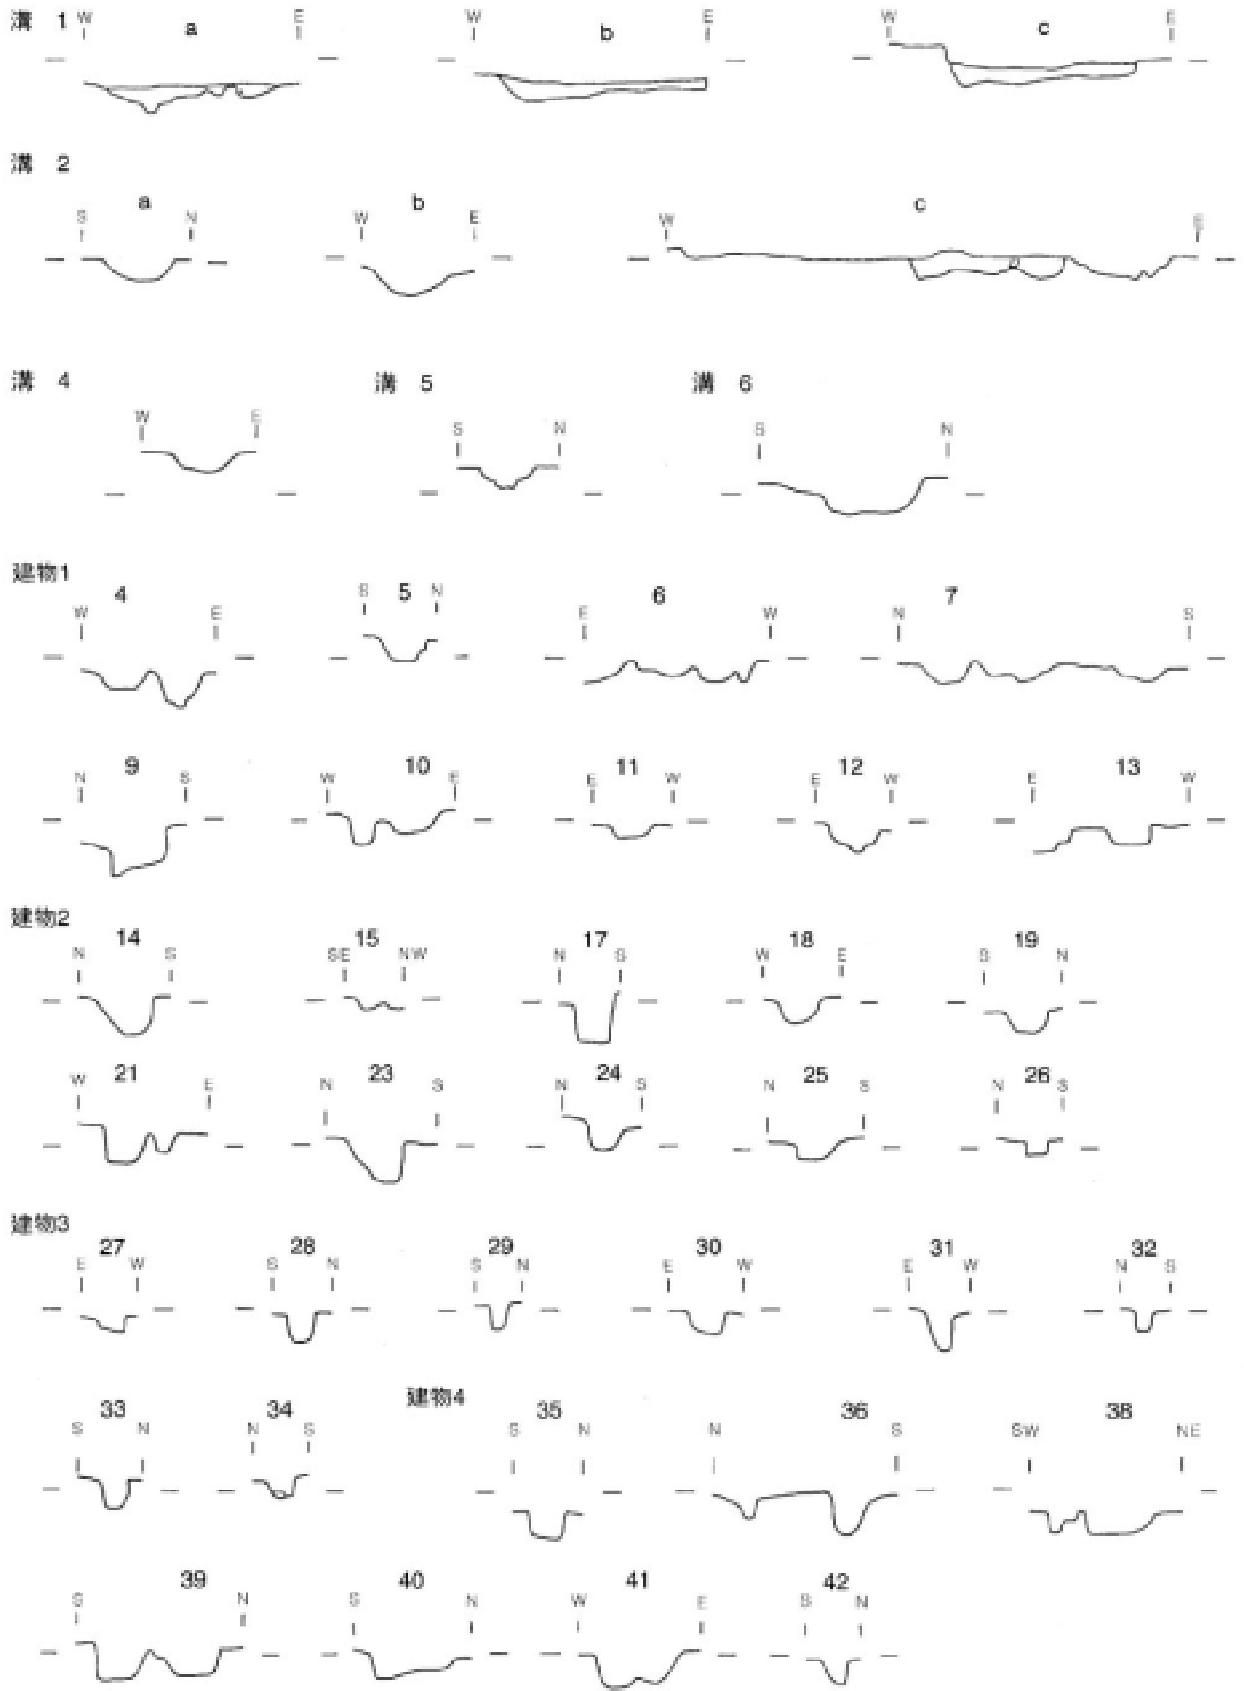 溝 1 W a E W b E W c E
溝 2
S a N W b E W c E
溝 4 溝 5 溝 6
W E S N S N
建物1
W 4 E S 5 N E 6 W N 7 S
N 9 S W 10 E E 11 W E 12 W E 13 W
建物2
N 14 S SE 15 NW N 17 S W 18 E S 19 N
W 21 E N 23 S N 24 S N 25 S N 26 S
建物3
E 27 W S 28 N S 29 N E 30 W E 31 W N 32 S
建物4
S 33 N N 34 S S 35 N N 36 S SW 38 NE
S 39 N S 40 N W 41 E S 42 N